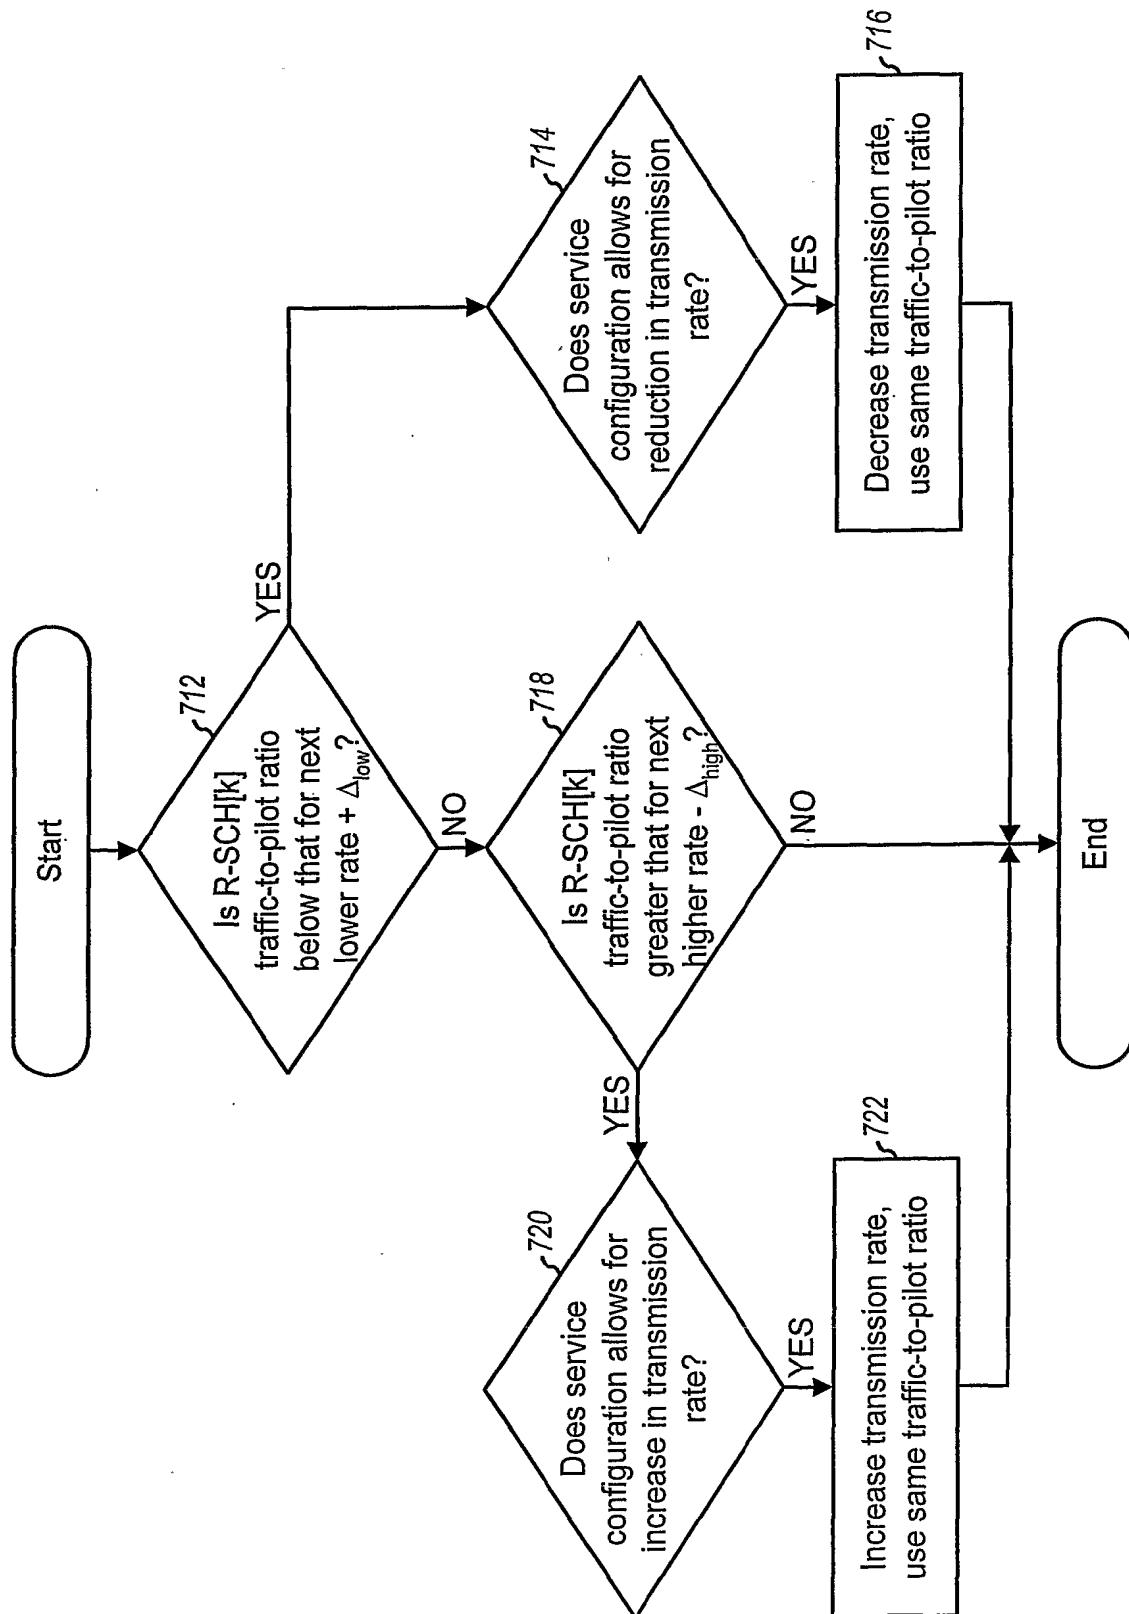 Start
712
Is R-SCH[k]
traffic-to-pilot ratio
below that for next
lower rate + Δlow?
YES
NO
714
Does service
configuration allows for
reduction in transmission
rate?
YES
716
Decrease transmission rate,
use same traffic-to-pilot ratio
718
Is R-SCH[k]
traffic-to-pilot ratio
greater that for next
higher rate - Δhigh?
YES
NO
720
Does service
configuration allows for
increase in transmission
rate?
YES
722
Increase transmission rate,
use same traffic-to-pilot ratio
End